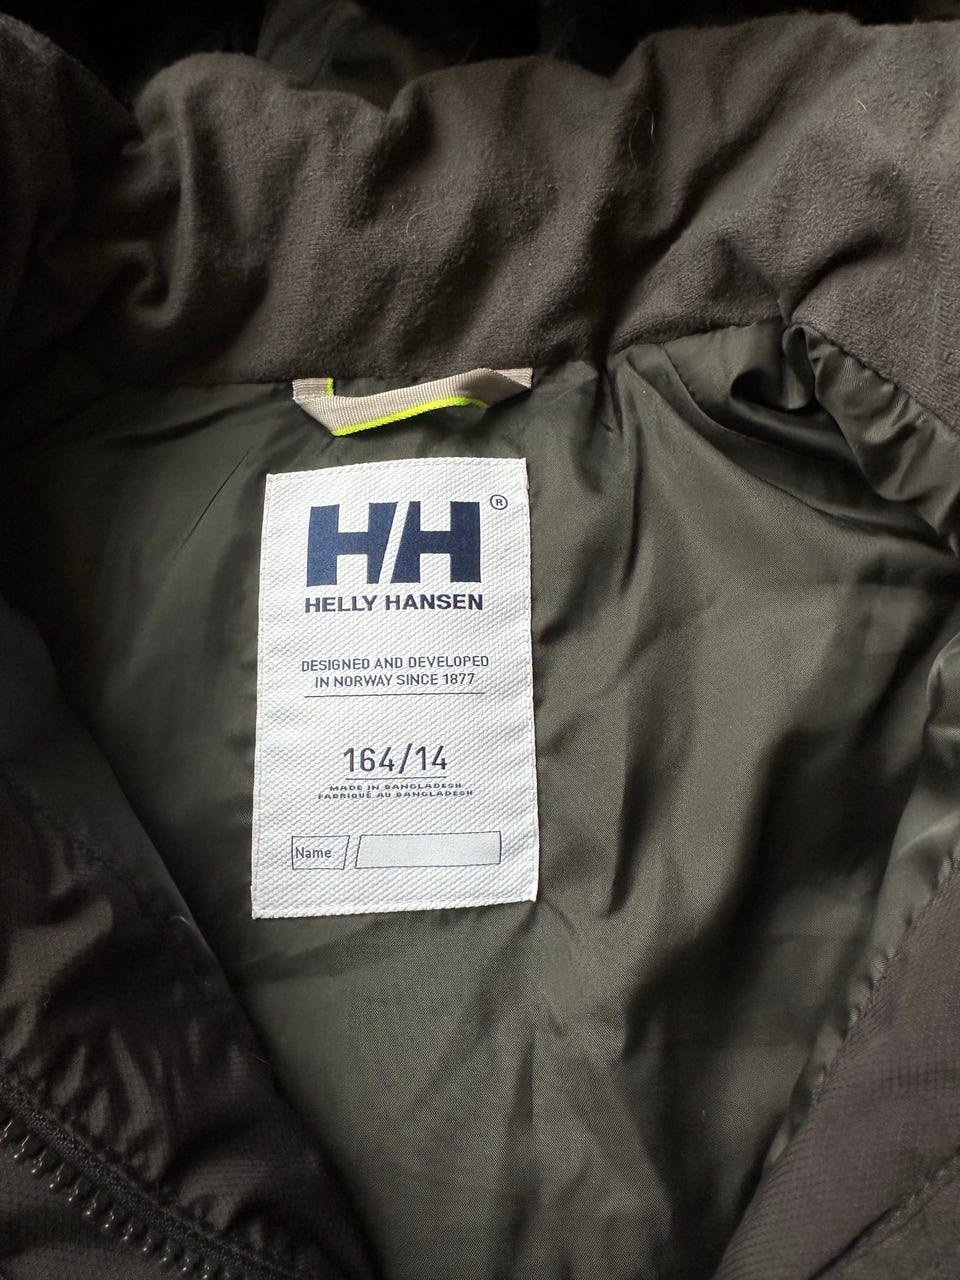 HH®
HELLY HANSEN
DESIGNED AND DEVELOPED
IN NORWAY SINCE 1877
164/14
MADE IN BANGLADESH
FABRIQUÉ AU BANGLADESH
Name